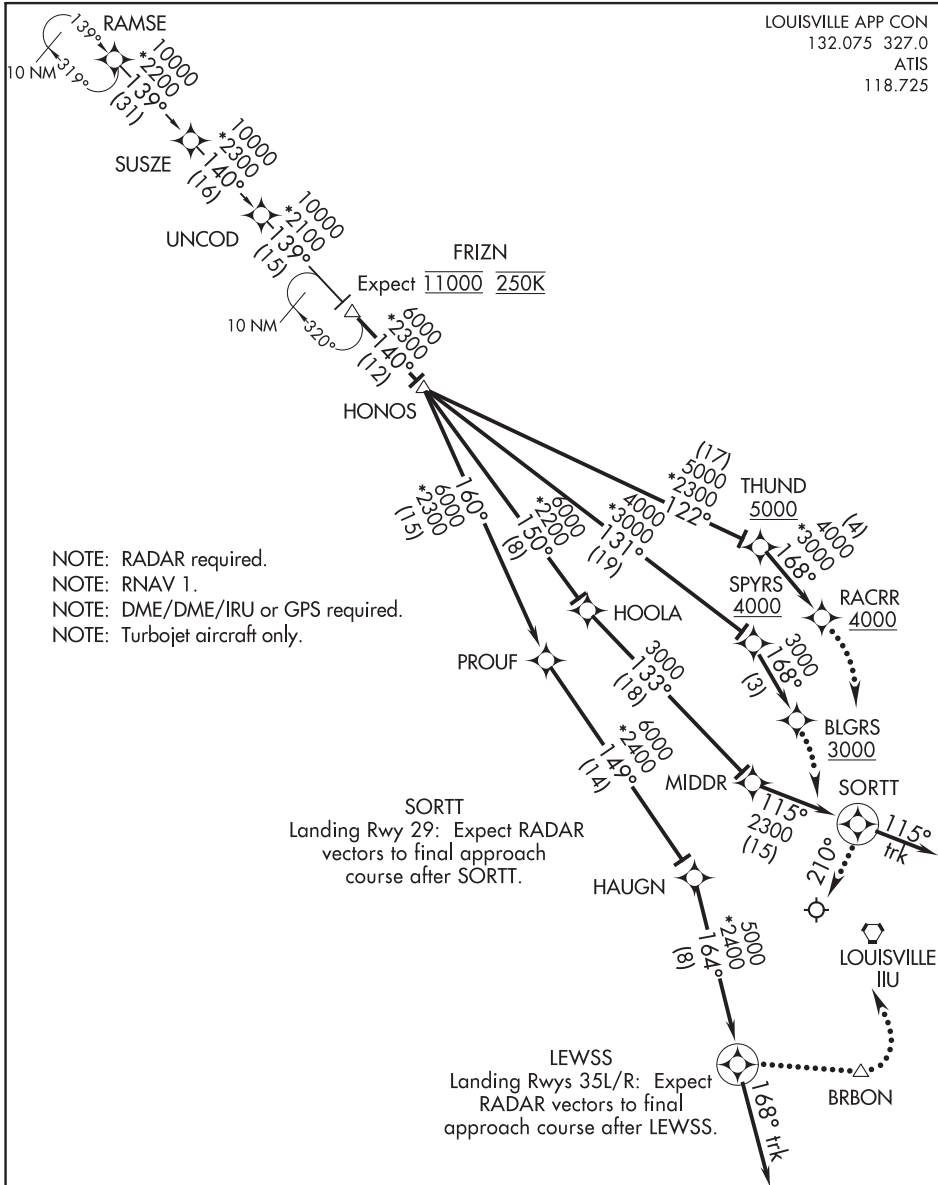 LOUISVILLE APP CON
132.075 327.0
ATIS
118.725
RAMSE
139°
319°
10 NM
10000
*2200
139°
(31)
SUSZE
10000
*2300
140°
(16)
UNCOD
10000
*2100
139°
(15)
FRIZN
Expect 11000 250K
10 NM
320°
6000
*2300
140°
(12)
HONOS
(17)
5000
*2300
122°
THUND
5000
(4)
4000
*3000
168°
RACRR
4000
4000
*3000
131°
(19)
SPYRS
4000
3000
168°
(3)
BLGRS
3000
6000
*2200
150°
(8)
HOOLA
3000
133°
(18)
MIDDR
115°
2300
(15)
SORTT
115°
trk
210°
160°
6000
*2300
(15)
PROUF
6000
*2400
149°
(14)
HAUGN
5000
*2400
164°
(8)
NOTE: RADAR required.
NOTE: RNAV 1.
NOTE: DME/DME/IRU or GPS required.
NOTE: Turbojet aircraft only.
SORTT
Landing Rwy 29: Expect RADAR
vectors to final approach
course after SORTT.
LOUISVILLE
IIU
LEWSS
Landing Rwys 35L/R: Expect
RADAR vectors to final
approach course after LEWSS.
BRBON
168° trk